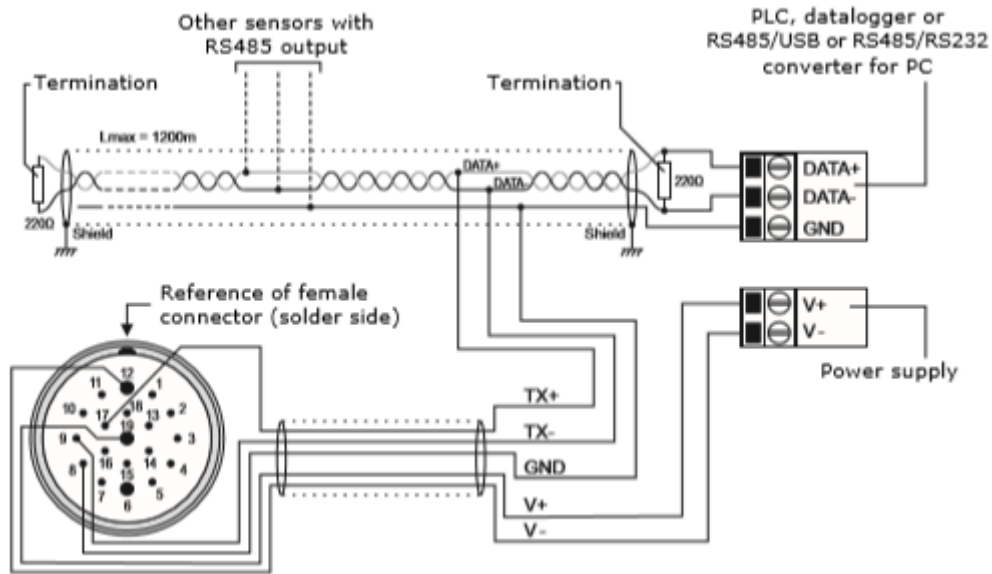 Other sensors with
RS485 output
PLC, datalogger or
RS485/USB or RS485/RS232
converter for PC
Termination
Termination
Lmax = 1200m
DATA+
DATA-
220Ω
220Ω
Shield
Shield
DATA+
DATA-
GND
Reference of female
connector (solder side)
V+
V-
Power supply
12
11
1
10
17
18
13
2
9
19
3
8
16
15
14
4
7
6
5
TX+
TX-
GND
V+
V-